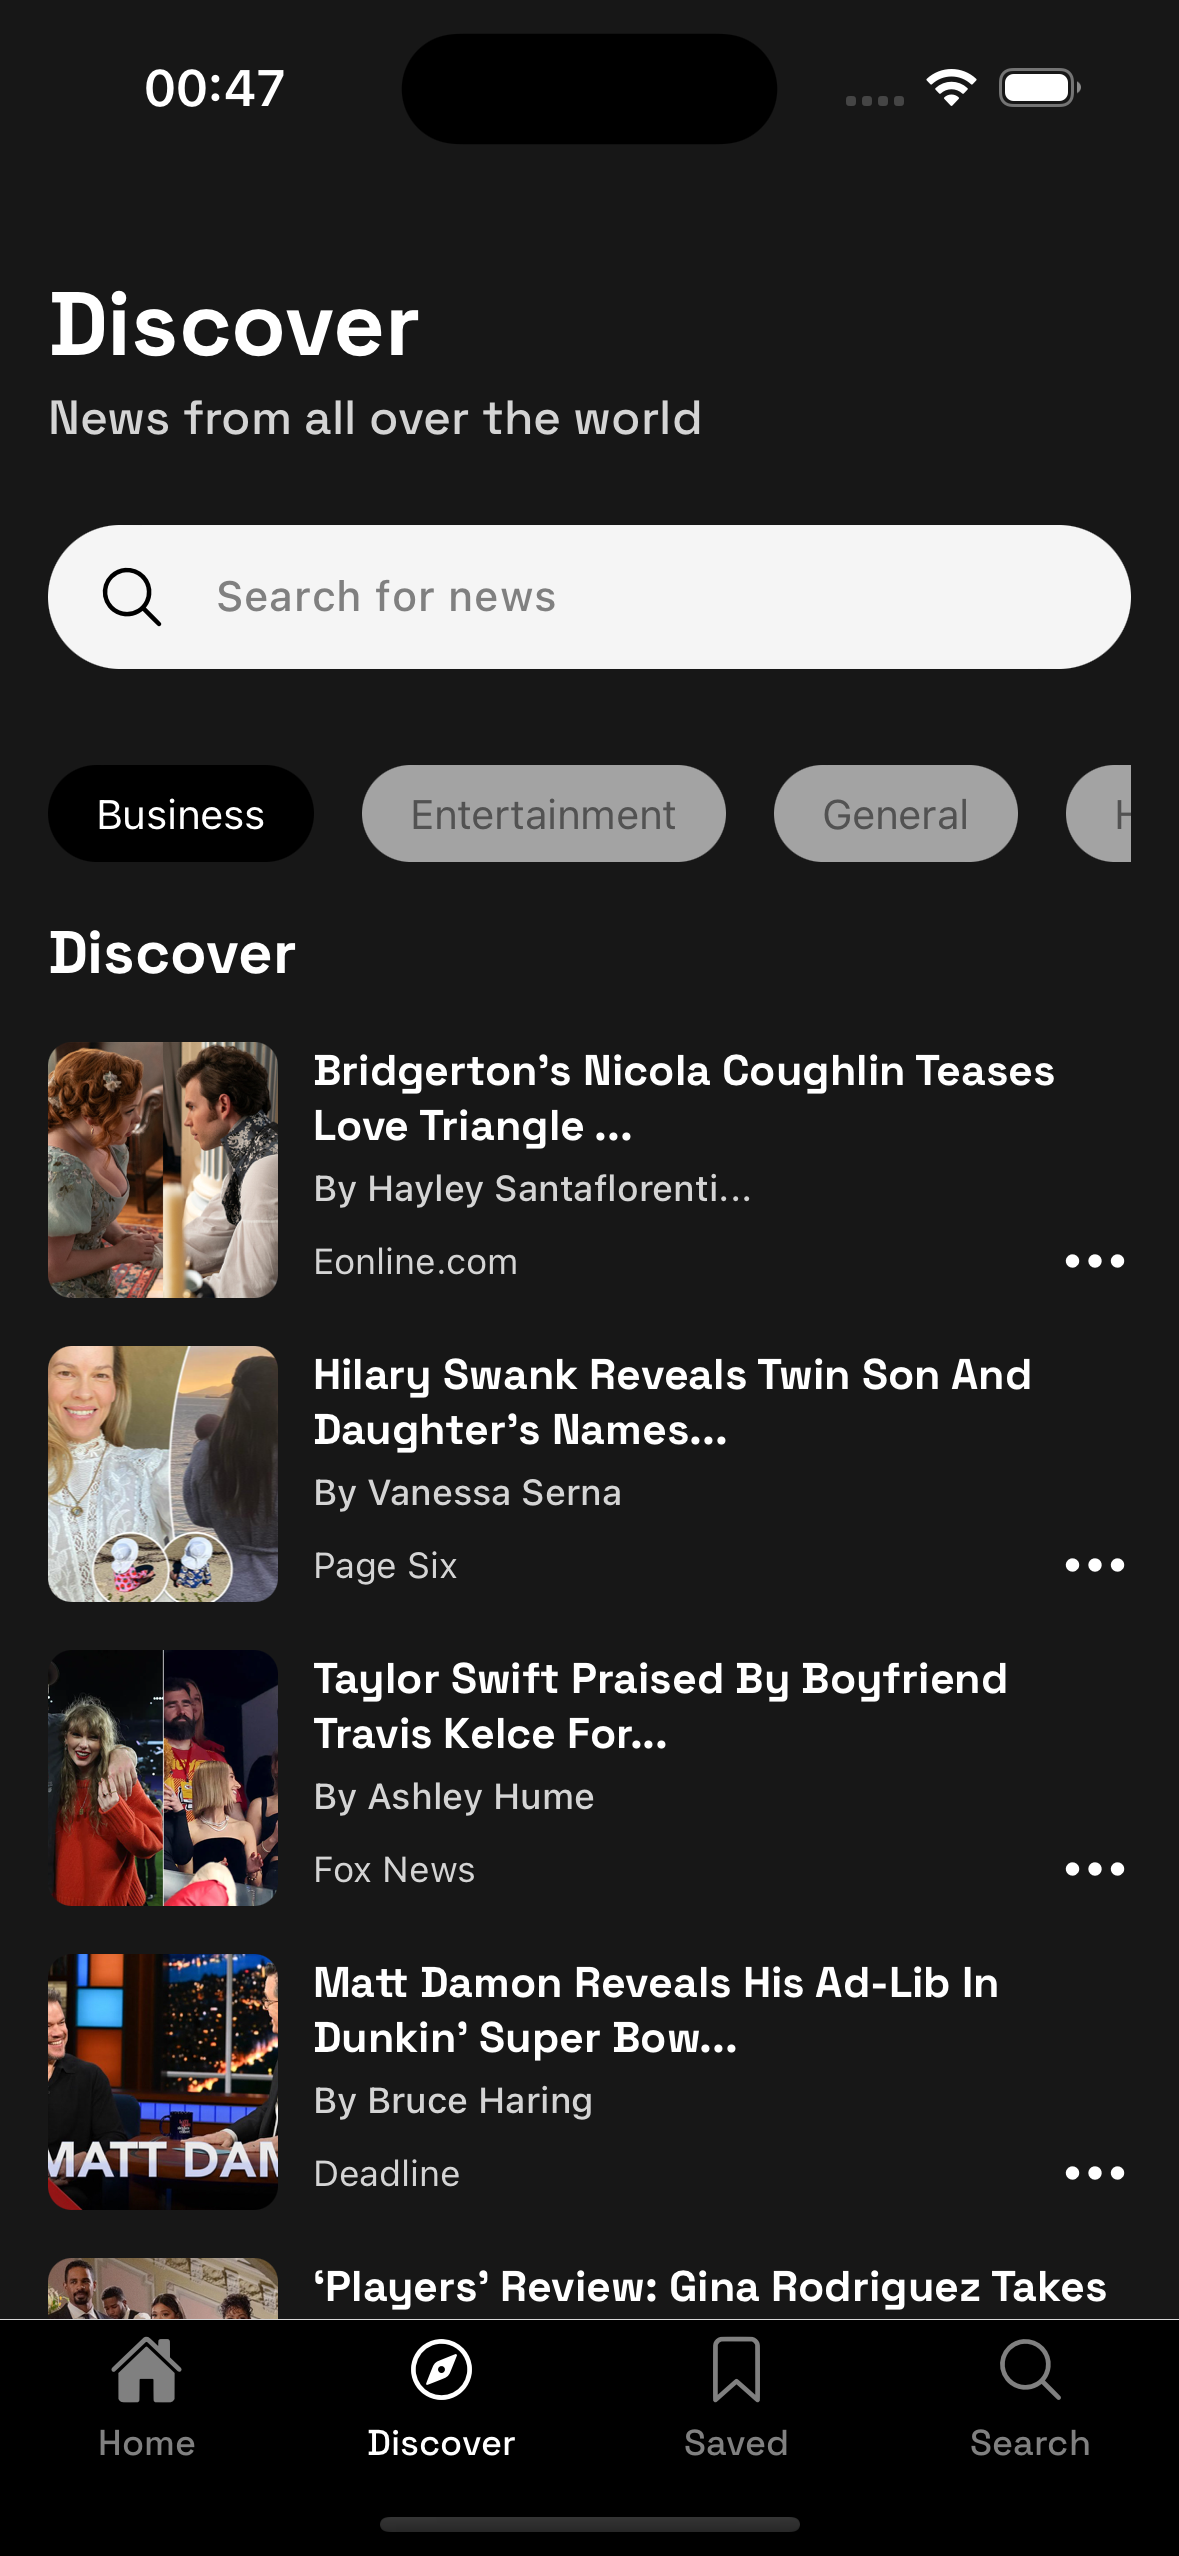 00:47
Discover
News from all over the world
Search for news
Business
Entertainment
General
H
Discover
Bridgerton’s Nicola Coughlin Teases
Love Triangle ...
By Hayley Santaflorenti...
Eonline.com
Hilary Swank Reveals Twin Son And
Daughter’s Names...
By Vanessa Serna
Page Six
Taylor Swift Praised By Boyfriend
Travis Kelce For...
By Ashley Hume
Fox News
MATT DAM
Matt Damon Reveals His Ad-Lib In
Dunkin’ Super Bow...
By Bruce Haring
Deadline
‘Players’ Review: Gina Rodriguez Takes
Home
Discover
Saved
Search